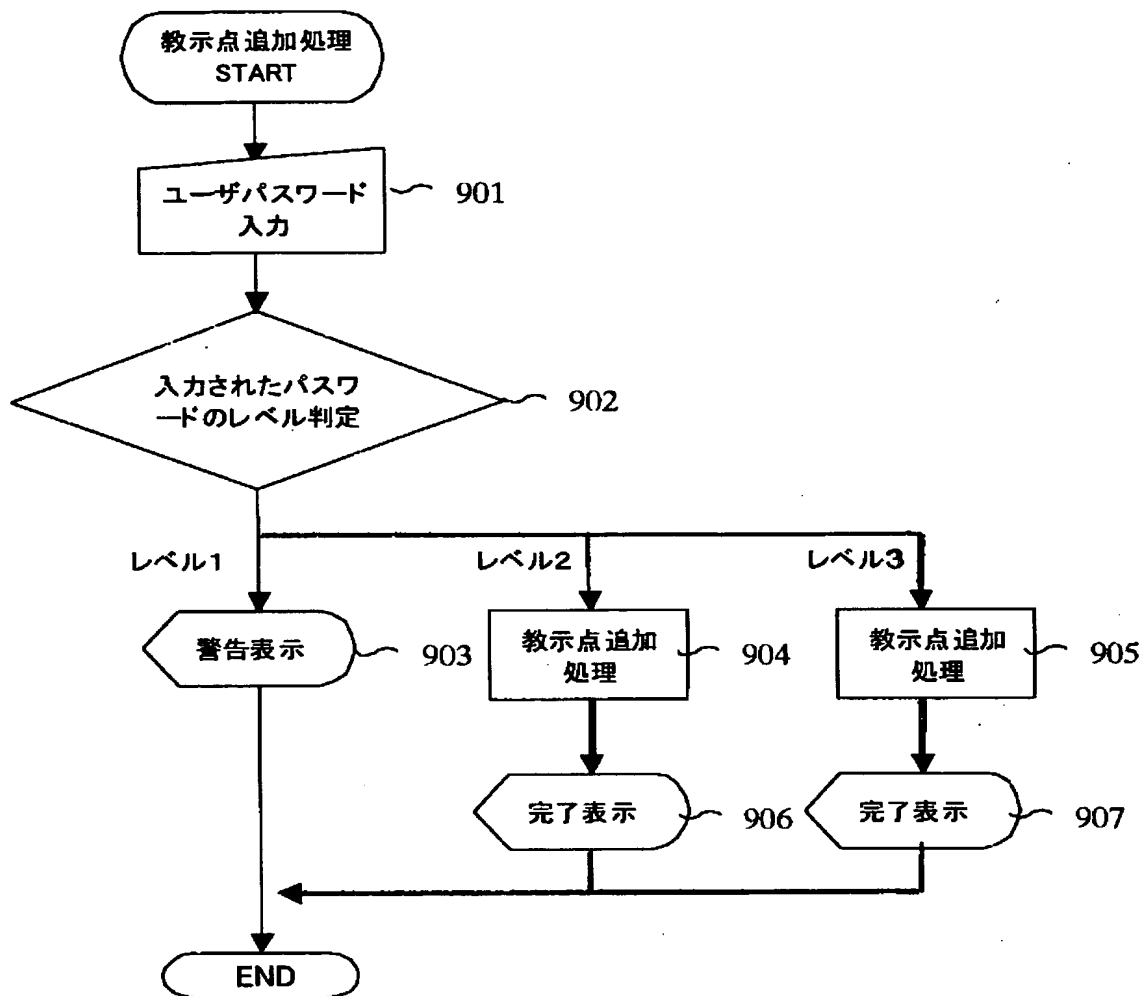 教示点追加処理
START
ユーザパスワード
入力
901
入力されたパスワ
ードのレベル判定
902
レベル1
レベル2
レベル3
警告表示
903
教示点追加
処理
904
教示点追加
処理
905
完了表示
906
完了表示
907
END